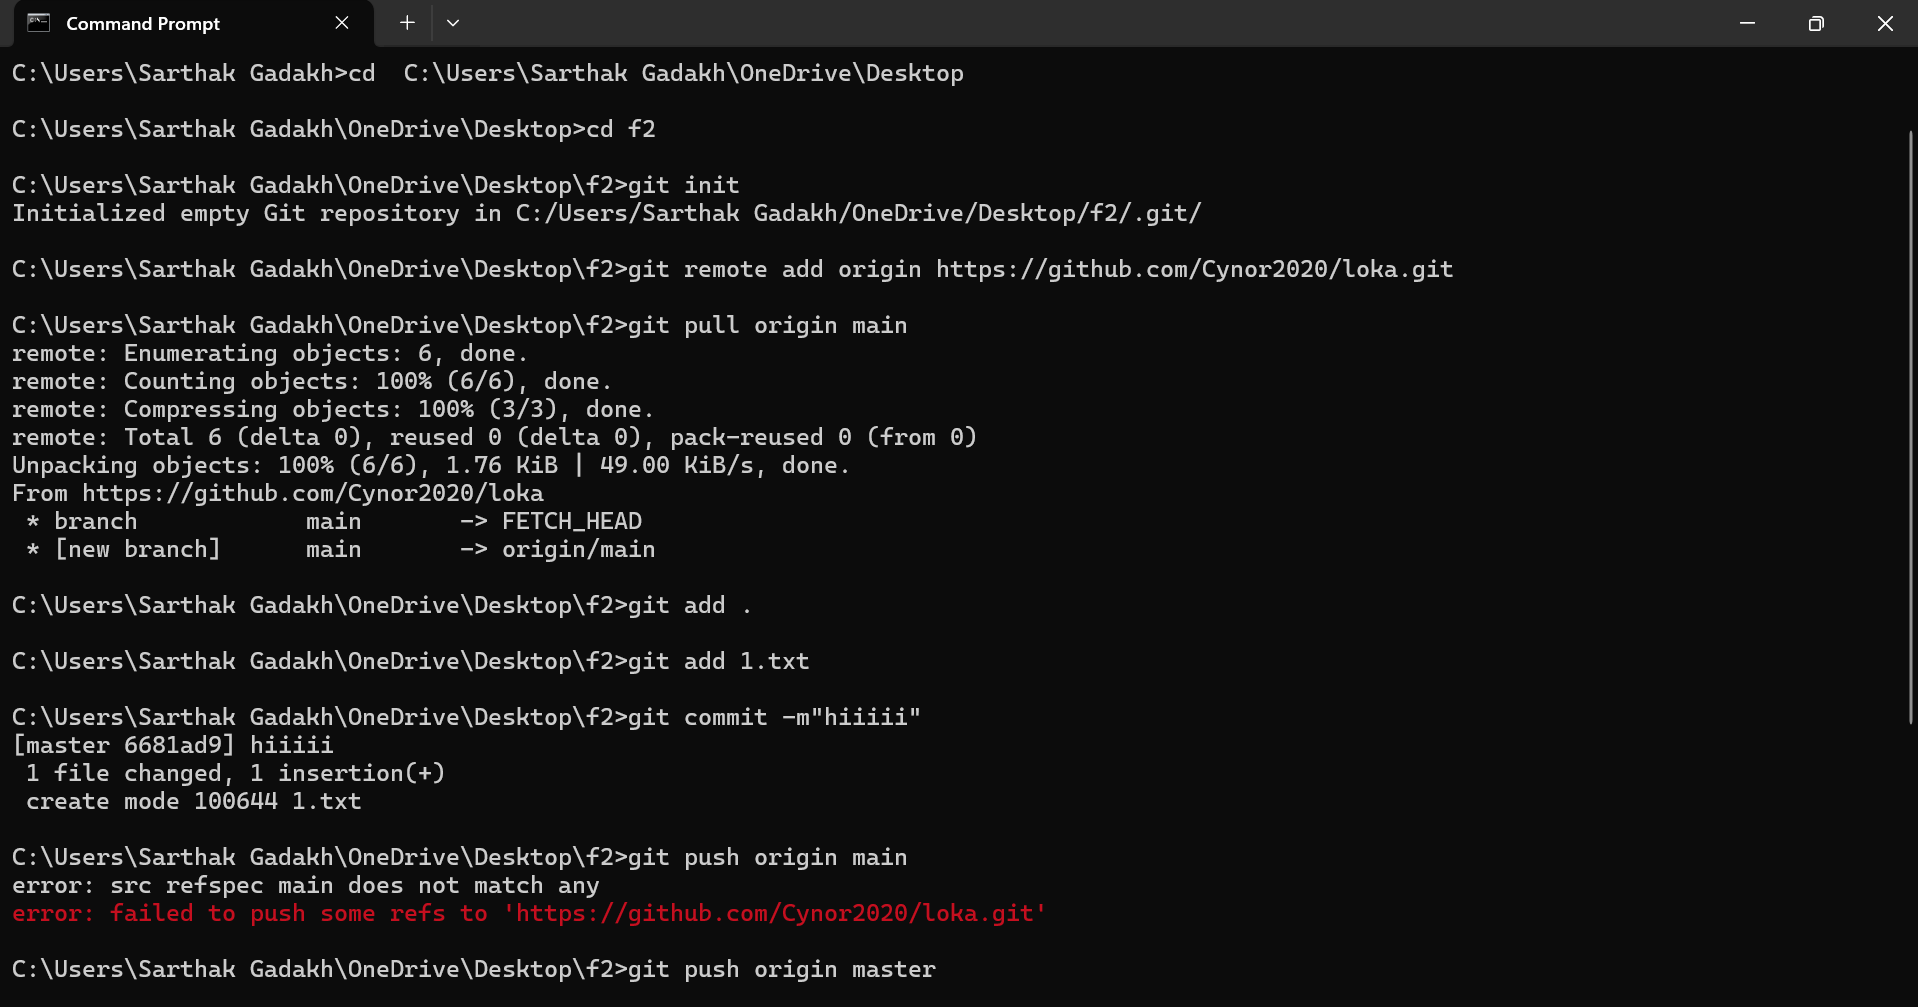 Command Prompt
C:\Users\Sarthak Gadakh>cd  C:\Users\Sarthak Gadakh\OneDrive\Desktop
C:\Users\Sarthak Gadakh\OneDrive\Desktop>cd f2
C:\Users\Sarthak Gadakh\OneDrive\Desktop\f2>git init
Initialized empty Git repository in C:/Users/Sarthak Gadakh/OneDrive/Desktop/f2/.git/
C:\Users\Sarthak Gadakh\OneDrive\Desktop\f2>git remote add origin https://github.com/Cynor2020/loka.git
C:\Users\Sarthak Gadakh\OneDrive\Desktop\f2>git pull origin main
remote: Enumerating objects: 6, done.
remote: Counting objects: 100% (6/6), done.
remote: Compressing objects: 100% (3/3), done.
remote: Total 6 (delta 0), reused 0 (delta 0), pack-reused 0 (from 0)
Unpacking objects: 100% (6/6), 1.76 KiB | 49.00 KiB/s, done.
From https://github.com/Cynor2020/loka
 * branch            main       -> FETCH_HEAD
 * [new branch]      main       -> origin/main
C:\Users\Sarthak Gadakh\OneDrive\Desktop\f2>git add .
C:\Users\Sarthak Gadakh\OneDrive\Desktop\f2>git add 1.txt
C:\Users\Sarthak Gadakh\OneDrive\Desktop\f2>git commit -m"hiiiii"
[master 6681ad9] hiiiii
 1 file changed, 1 insertion(+)
 create mode 100644 1.txt
C:\Users\Sarthak Gadakh\OneDrive\Desktop\f2>git push origin main
error: src refspec main does not match any
error: failed to push some refs to 'https://github.com/Cynor2020/loka.git'
C:\Users\Sarthak Gadakh\OneDrive\Desktop\f2>git push origin master